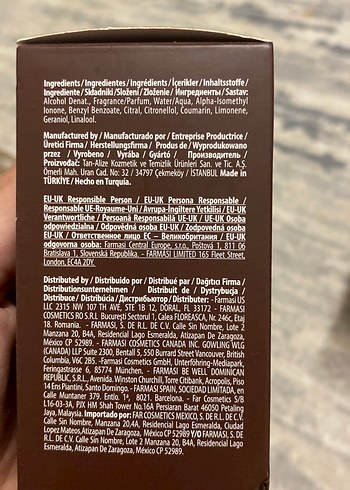 Ingredients / Ingredientes / Ingrédients / İçerikler / Inhaltsstoffe /
Ingrediente / Składniki / Složení / Zloženie / Ингредиенты / Sastav:
Alcohol Denat., Fragrance/Parfum, Water/Aqua, Alpha-Isomethyl
Ionone, Benzyl Benzoate, Citral, Citronellol, Coumarin, Limonene,
Geraniol, Linalool.
Manufactured by / Manufacturado por / Entreprise Productrice /
Üretici Firma / Herstellungsfirma / Produs de / Wyprodukowano
przez / Vyrobeno / Vyrába / Gyártó / Производитель /
Proizvođač: Tan-Alize Kozmetik ve Temizlik Ürünleri San. ve Tic. A.Ş.
Ömerli Mah. Uran Cad. No: 32 / 34797 Çekmeköy / İSTANBUL Made in
TÜRKİYE / Hecho en Turquía.
EU-UK Responsible Person / EU-UK Persona Responsable /
Responsable UE-Royaume-Uni / Avrupa-İngiltere Yetkilisi / EU-UK
Verantwortliche / Persoană Responsabilă UE-UK / UE-UK Osoba
odpowiedzialna / Odpovědná osoba EU-UK / Zodpovedná osoba
EU-UK / Ответственное лицо ЕС – Великобритании / EU-UK
odgovorna osoba: Farmasi Central Europe, s.r.o., Poštová 1, 811 06
Bratislava 1, Slovenská Republika. - FARMASI LIMITED 165 Fleet Street,
London, EC4A 2DY.
Distributed by / Distribuido por / Distribué par / Dağıtıcı Firma /
Distributionsunternehmen / Distribuit de / Dystrybucja /
Distribuce / Distribúcia / Дистрибьютор / Distributer: - Farmasi US
LLC 2315 NW 107 TH AVE, STE 1B 12, DORAL, FL 33172 - FARMASI
COSMETICS RO S.R.L. București Sectorul 1, Calea FLOREASCA, Nr. 246c, Etaj
18. Romania. - FARMASI, S. DE R.L. DE C.V. Calle Sin Nombre, Lote 2
Manzana 20, B4A, Residencial Lago Esmeralda, Atizapan De Zaragoza,
México CP 52989. - FARMASI COSMETICS CANADA INC. GOWLING WLG
(CANADA) LLP Suite 2300, Bentall 5, 550 Burrard Street Vancouver, British
Columbia, V6C 2B5. -Farmasi Cosmetics GmbH, Unterföhring-Mediapark,
Feringastrasse 6, 85774 München. - FARMASI BE WELL DOMINICAN
REPUBLIC, S.R.L., Avenida, Winston Churchill, Torre Citibank, Acropolis, Piso
14 Ens Piantini, Santo Domingo. - FARMASI SPAIN, SOCIEDAD LIMITADA, en
Calle Muntaner 379. Entlo: 1ª, 8021. Barcelona. - Far Cosmetics S/B
L16-03-3A, PJX HM Shah Tower No.16A Persiaran Barat 46050 Petaling
Jaya, Malaysia. Importado por: FAR COSMETICS MEXICO, S. DE R.L. DE C.V.
Calle Sin Nombre, Lote 2 Manzana, 20,4A, Residencial Lago Esmeralda, Ciudad
Lopez Mateos,Atizapan De Zaragoza, México CP 52989 Y/O FARMASI, S.
DE R.L. DE C.V. Calle Sin Nombre, Lote 2 Manzana 20, B4A, Residencial Lago
Esmeralda, Atizapan De Zaragoza, México CP 52989.